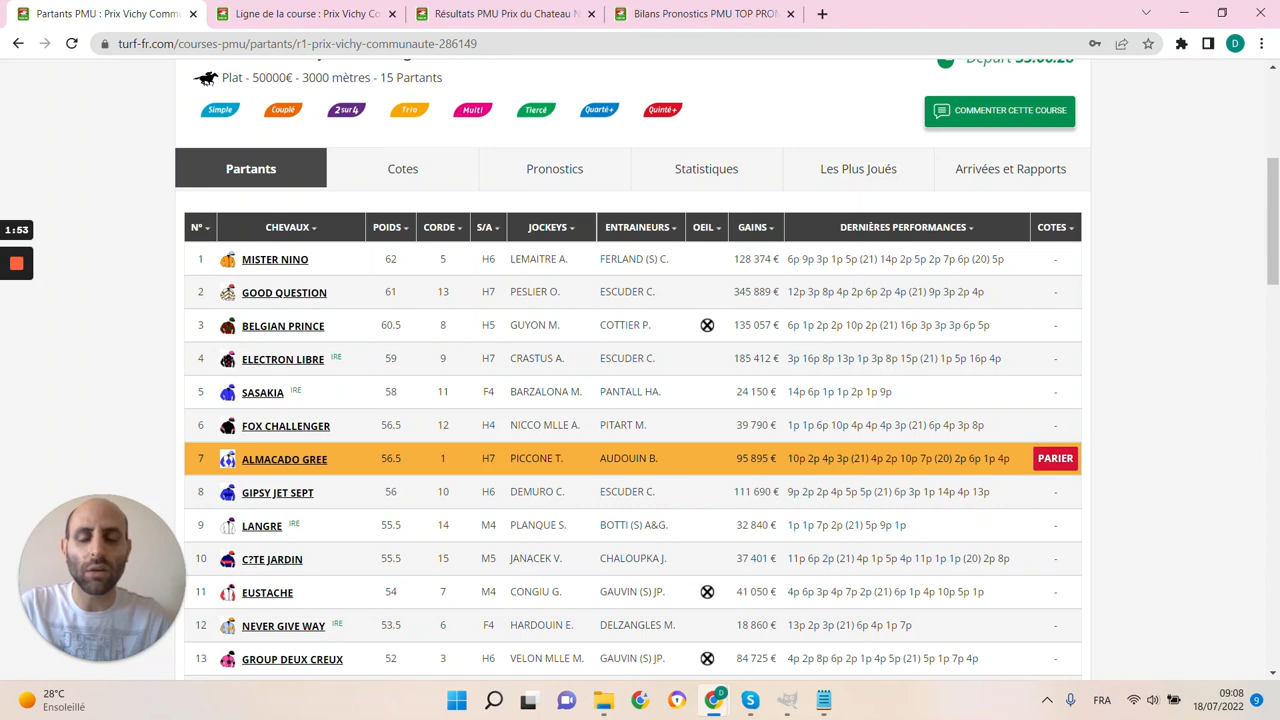 Partants PMU : Prix Vichy Commu
Ligne de la course : Prix Vichy Co
Résultats PMU Prix du Chateau N
Bilans Pronostics PMU TOP PRON
turf-fr.com/courses-pmu/partants/r1-prix-vichy-communaute-286149
D
Plat - 50000€ - 3000 mètres - 15 Partants
Simple Couplé 2 sur 4 Trio Multi Tiercé Quarté+ Quinté+
COMMENTER CETTE COURSE
Partants Cotes Pronostics Statistiques Les Plus Joués Arrivées et Rapports
1:53
N° CHEVAUX POIDS CORDE S/A JOCKEYS ENTRAINEURS OEIL GAINS DERNIÈRES PERFORMANCES COTES
1 MISTER NINO 62 5 H6 LEMAITRE A. FERLAND (S) C. 128 374 € 6p 9p 3p 1p 5p (21) 14p 2p 5p 2p 7p 6p (20) 5p -
2 GOOD QUESTION 61 13 H7 PESLIER O. ESCUDER C. 345 889 € 12p 3p 8p 4p 2p 6p 2p 4p (21) 9p 3p 2p 4p -
3 BELGIAN PRINCE 60.5 8 H5 GUYON M. COTTIER P. 135 057 € 6p 1p 2p 2p 10p 2p (21) 16p 3p 3p 3p 6p 5p -
4 ELECTRON LIBRE IRE 59 9 H7 CRASTUS A. ESCUDER C. 185 412 € 3p 16p 8p 13p 1p 3p 8p 15p (21) 1p 5p 16p 4p -
5 SASAKIA IRE 58 11 F4 BARZALONA M. PANTALL HA. 24 150 € 14p 6p 1p 1p 2p 1p 9p -
6 FOX CHALLENGER 56.5 12 H4 NICCO MLLE A. PITART M. 39 790 € 1p 1p 6p 10p 4p 4p 4p 3p (21) 6p 4p 3p 8p -
7 ALMACADO GREE 56.5 1 H7 PICCONE T. AUDOUIN B. 95 895 € 10p 2p 4p 3p (21) 4p 2p 10p 7p (20) 2p 6p 1p 4p PARIER
8 GIPSY JET SEPT 56 10 H6 DEMURO C. ESCUDER C. 111 690 € 9p 2p 2p 4p 5p 5p (21) 6p 3p 1p 14p 4p 13p -
9 LANGRE IRE 55.5 14 M4 PLANQUE S. BOTTI (S) A&G. 32 840 € 1p 1p 7p 2p (21) 5p 9p 1p -
10 C?TE JARDIN 55.5 15 M5 JANACEK V. CHALOUPKA J. 37 401 € 11p 6p 2p (21) 4p 1p 5p 4p 11p 1p 1p (20) 2p 8p -
11 EUSTACHE 54 7 M4 CONGIU G. GAUVIN (S) JP. 41 050 € 4p 6p 3p 4p 7p 2p (21) 6p 1p 4p 10p 5p 1p -
12 NEVER GIVE WAY IRE 53.5 6 F4 HARDOUIN E. DELZANGLES M. 18 860 € 13p 2p 3p (21) 6p 4p 1p 7p -
13 GROUP DEUX CREUX 52 3 H6 VELON MLLE M. GAUVIN (S) JP. 84 725 € 4p 2p 8p 6p 2p 1p 4p 5p (21) 5p 1p 7p 4p -
28°C
Ensoleillé
D
FRA
09:08
18/07/2022
9